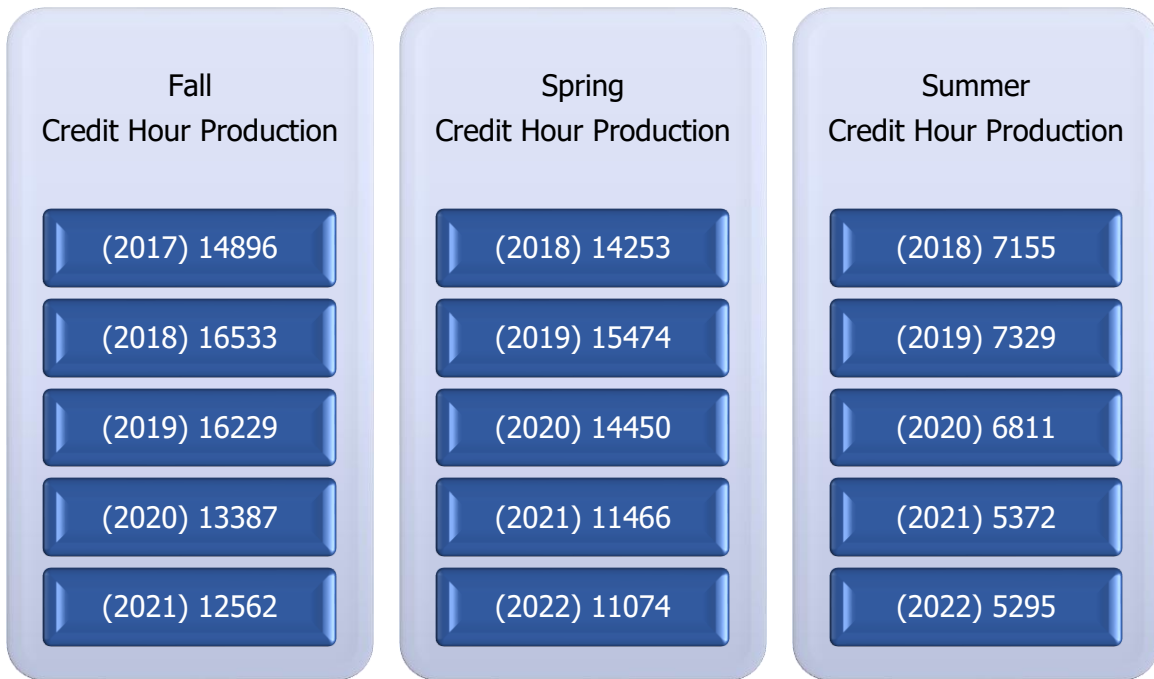 Fall
Credit Hour Production
(2017) 14896
(2018) 16533
(2019) 16229
(2020) 13387
(2021) 12562
Spring
Credit Hour Production
(2018) 14253
(2019) 15474
(2020) 14450
(2021) 11466
(2022) 11074
Summer
Credit Hour Production
(2018) 7155
(2019) 7329
(2020) 6811
(2021) 5372
(2022) 5295